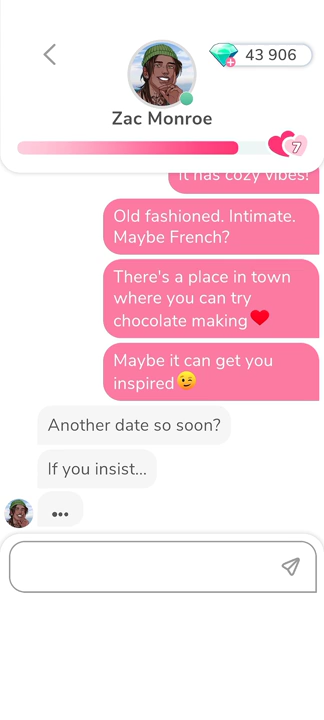 43 906
Zac Monroe
7
It has cozy vibes!
Old fashioned. Intimate.
Maybe French?
There's a place in town
where you can try
chocolate making❤️
Maybe it can get you
inspired😉
Another date so soon?
If you insist...
...